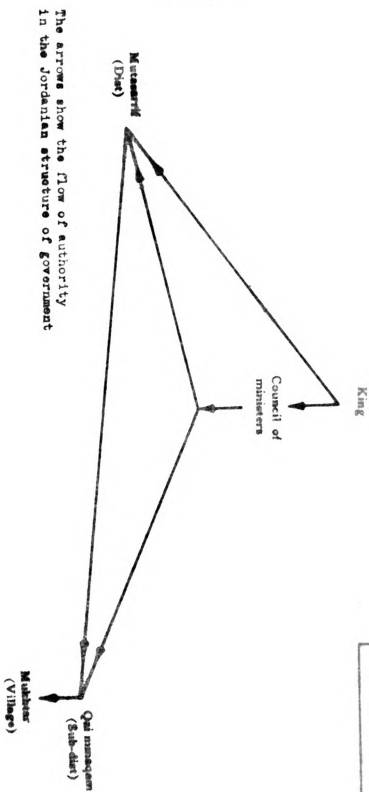 King
Council of
ministers
Mutasarrif
(Dist)
Qai mmaqam
(Sub-dist)
Mukhtar
(Village)
The arrows show the flow of authority
in the Jordanian structure of government